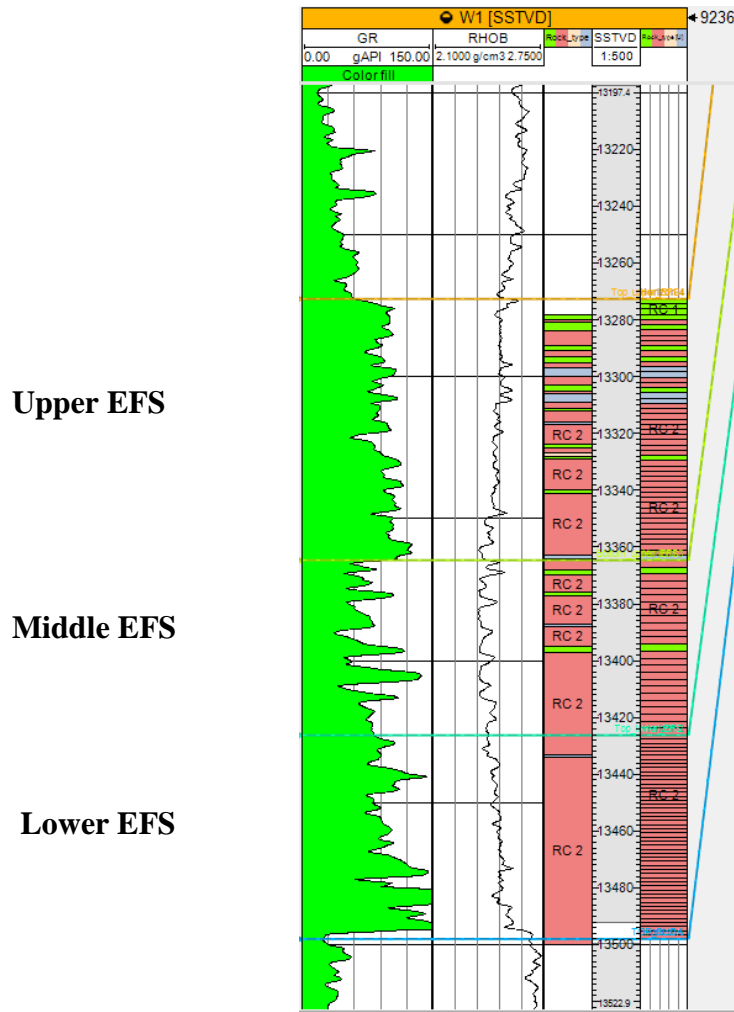 W1 [SSTVD]
9236
GR
RHOB
Rock_type
SSTVD
0.00 gAPI 150.00
2.1000 g/cm3 2.7500
1:500
Color fill
13197.4
13220
13240
13260
RC 1
13280
13300
Upper EFS
RC 2
13320
RC 2
RC 2
13340
RC 2
RC 2
13360
RC 2
13380
RC 2
RC 2
Middle EFS
RC 2
13400
RC 2
13420
13440
RC 2
Lower EFS
13460
RC 2
13480
13500
13522.9